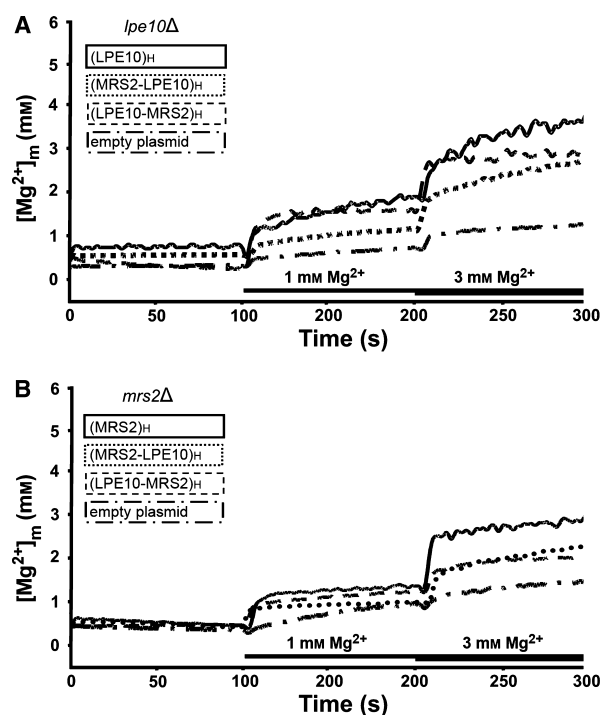 A
lpe10Δ
(LPE10)H
(MRS2-LPE10)H
(LPE10-MRS2)H
empty plasmid
[Mg2+]m (mM)
6
5
4
3
2
1
0
1 mM Mg2+
3 mM Mg2+
0 50 100 200 200 250 300
Time (s)
B
mrs2Δ
(MRS2)H
(MRS2-LPE10)H
(LPE10-MRS2)H
empty plasmid
[Mg2+]m (mM)
6
5
4
3
2
1
0
1 mM Mg2+
3 mM Mg2+
0 50 100 200 200 250 300
Time (s)